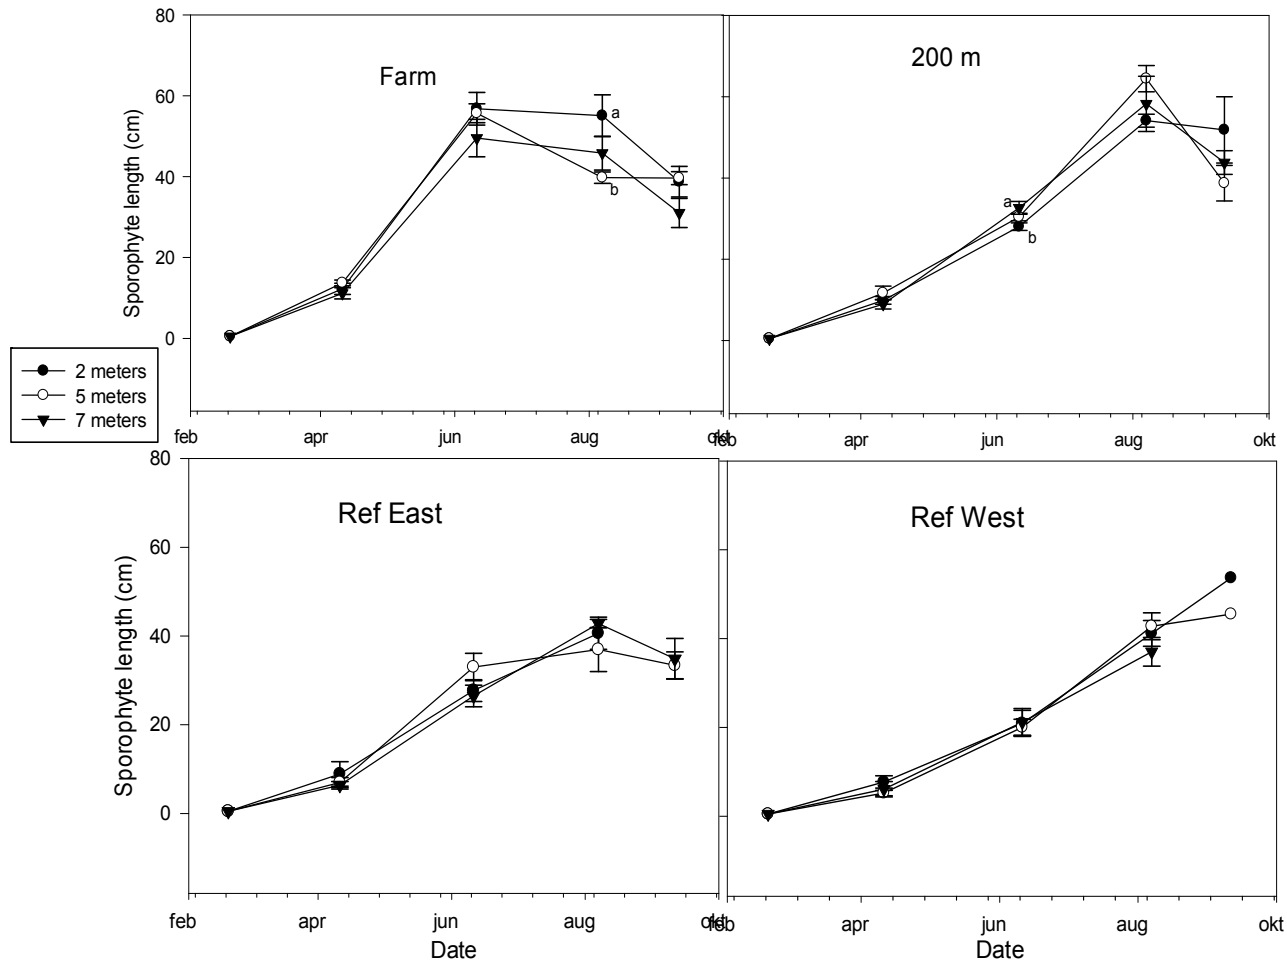 80
Farm
200 m
60
a
40
b
a
b
20
0
Sporophyte length (cm)
2 meters
5 meters
7 meters
feb
apr
jun
aug
okt
feb
apr
jun
aug
okt
80
Ref East
Ref West
60
40
20
0
Sporophyte length (cm)
feb
apr
jun
aug
okt
feb
apr
jun
aug
okt
Date
Date